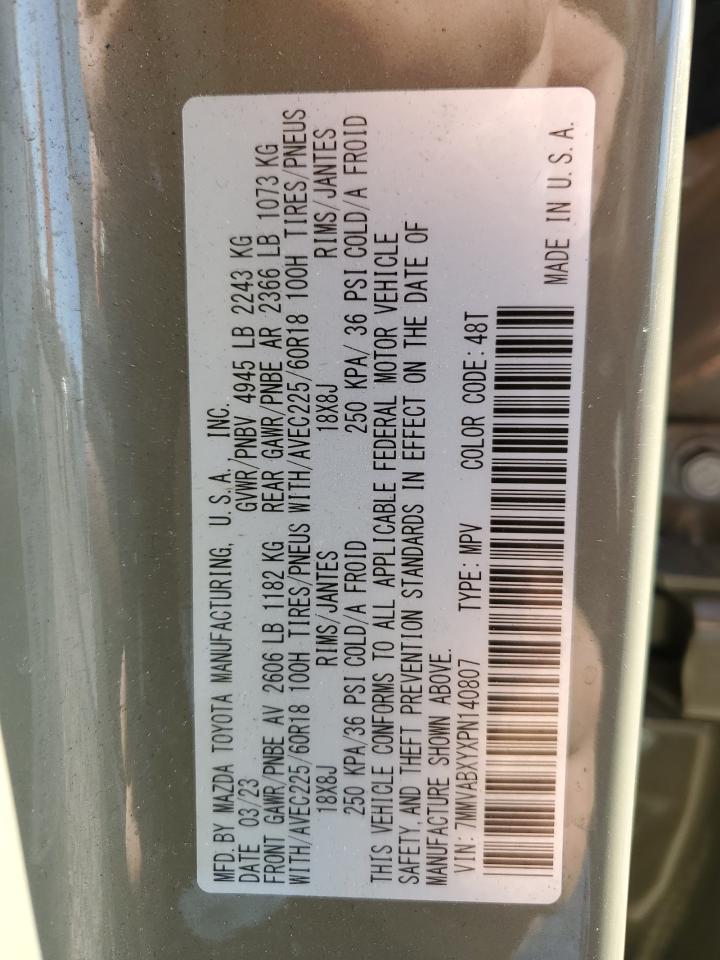 MFD. BY MAZDA TOYOTA MANUFACTURING, U.S.A. INC.
DATE 03/23 GVWR/PNBV 4945 LB 2243 KG
FRONT GAWR/PNBE AV 2606 LB 1182 KG REAR GAWR/PNBE AR 2366 LB 1073 KG
WITH/AVEC225/60R18 100H TIRES/PNEUS WITH/AVEC225/60R18 100H TIRES/PNEUS
18X8J RIMS/JANTES 18X8J RIMS/JANTES
250 KPA/36 PSI COLD/A FROID 250 KPA/ 36 PSI COLD/A FROID
THIS VEHICLE CONFORMS TO ALL APPLICABLE FEDERAL MOTOR VEHICLE
SAFETY AND THEFT PREVENTION STANDARDS IN EFFECT ON THE DATE OF
MANUFACTURE SHOWN ABOVE.
VIN: 7MMVABXYXPN140807 TYPE: MPV COLOR CODE: 48T
MADE IN U.S.A.